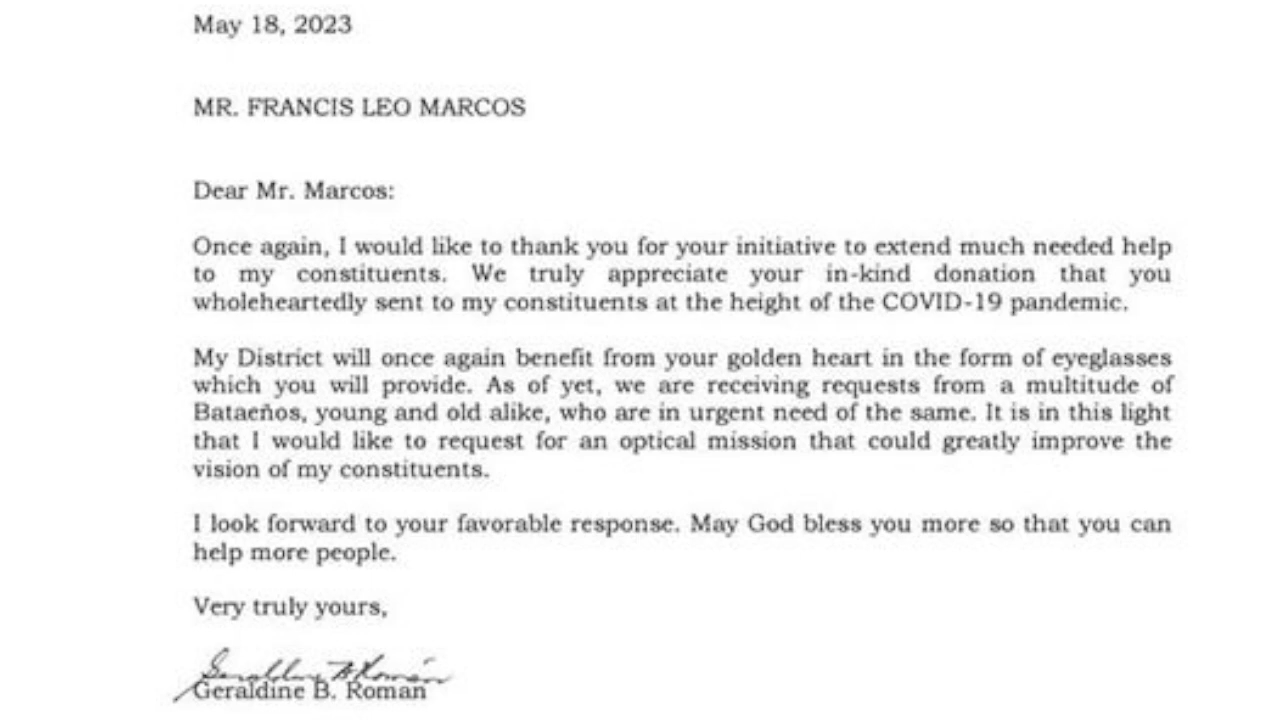 May 18, 2023
MR. FRANCIS LEO MARCOS
Dear Mr. Marcos:
Once again, I would like to thank you for your initiative to extend much needed help
to my constituents. We truly appreciate your in-kind donation that you
wholeheartedly sent to my constituents at the height of the COVID-19 pandemic.
My District will once again benefit from your golden heart in the form of eyeglasses
which you will provide. As of yet, we are receiving requests from a multitude of
Bataeños, young and old alike, who are in urgent need of the same. It is in this light
that I would like to request for an optical mission that could greatly improve the
vision of my constituents.
I look forward to your favorable response. May God bless you more so that you can
help more people.
Very truly yours,
Geraldine B Román
Geraldine B. Roman